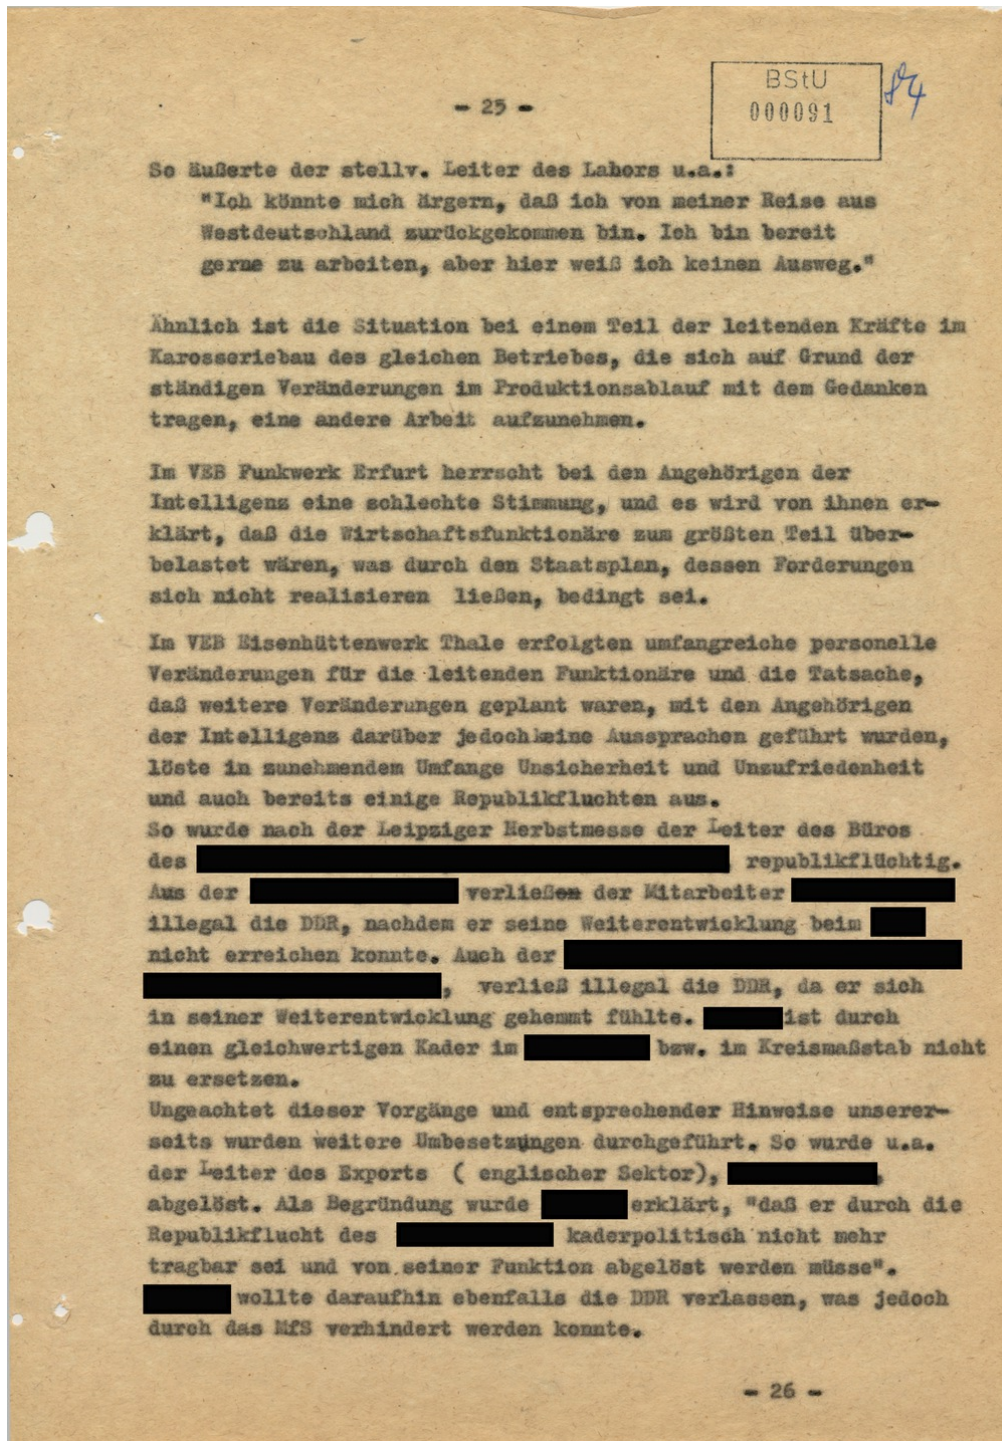 BStU
000091
84
- 25 -
So äußerte der stellv. Leiter des Labors u.a.:
"Ich könnte mich ärgern, daß ich von meiner Reise aus
Westdeutschland zurückgekommen bin. Ich bin bereit
gerne zu arbeiten, aber hier weiß ich keinen Ausweg."
Ähnlich ist die Situation bei einem Teil der leitenden Kräfte im
Karosseriebau des gleichen Betriebes, die sich auf Grund der
ständigen Veränderungen im Produktionsablauf mit dem Gedanken
tragen, eine andere Arbeit aufzunehmen.
Im VEB Funkwerk Erfurt herrscht bei den Angehörigen der
Intelligenz eine schlechte Stimmung, und es wird von ihnen er-
klärt, daß die Wirtschaftsfunktionäre zum größten Teil über-
belastet wären, was durch den Staatsplan, dessen Forderungen
sich nicht realisieren ließen, bedingt sei.
Im VEB Eisenhüttenwerk Thale erfolgten umfangreiche personelle
Veränderungen für die leitenden Funktionäre und die Tatsache,
daß weitere Veränderungen geplant waren, mit den Angehörigen
der Intelligenz darüber jedochkeine Aussprachen geführt wurden,
löste in zunehmendem Umfange Unsicherheit und Unzufriedenheit
und auch bereits einige Republikfluchten aus.
So wurde nach der Leipziger Herbstmesse der Leiter des Büros
des republikflüchtig.
Aus der verließen der Mitarbeiter
illegal die DDR, nachdem er seine Weiterentwicklung beim
nicht erreichen konnte. Auch der
, verließ illegal die DDR, da er sich
in seiner Weiterentwicklung gehemmt fühlte. ist durch
einen gleichwertigen Kader im bzw. im Kreismaßstab nicht
zu ersetzen.
Ungeachtet dieser Vorgänge und entsprechender Hinweise unserer-
seits wurden weitere Umbesetzungen durchgeführt. So wurde u.a.
der Leiter des Exports ( englischer Sektor), ,
abgelöst. Als Begründung wurde erklärt, "daß er durch die
Republikflucht des kaderpolitisch nicht mehr
tragbar sei und von seiner Funktion abgelöst werden müsse".
wollte daraufhin ebenfalls die DDR verlassen, was jedoch
durch das MfS verhindert werden konnte.
- 26 -